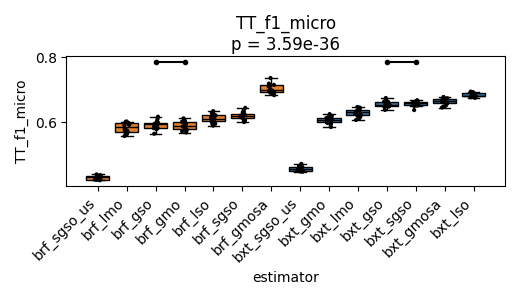 TT_f1_micro
p = 3.59e-36
TT_f1_micro
0.8
0.6
brf_sgso_us
brf_lmo
brf_gso
brf_gmo
brf_lso
brf_sgso
brf_gmosa
bxt_sgso_us
bxt_gmo
bxt_lmo
bxt_gso
bxt_sgso
bxt_gmosa
bxt_lso
estimator